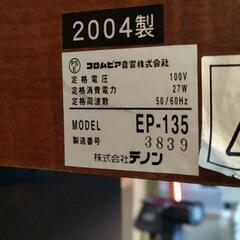 2004製
PS E
コロムビア音響株式会社
定格電圧 100V
定格消費電力 27W
定格周波数 50/60Hz
MODEL EP-135
製造番号 3839
株式会社デノン